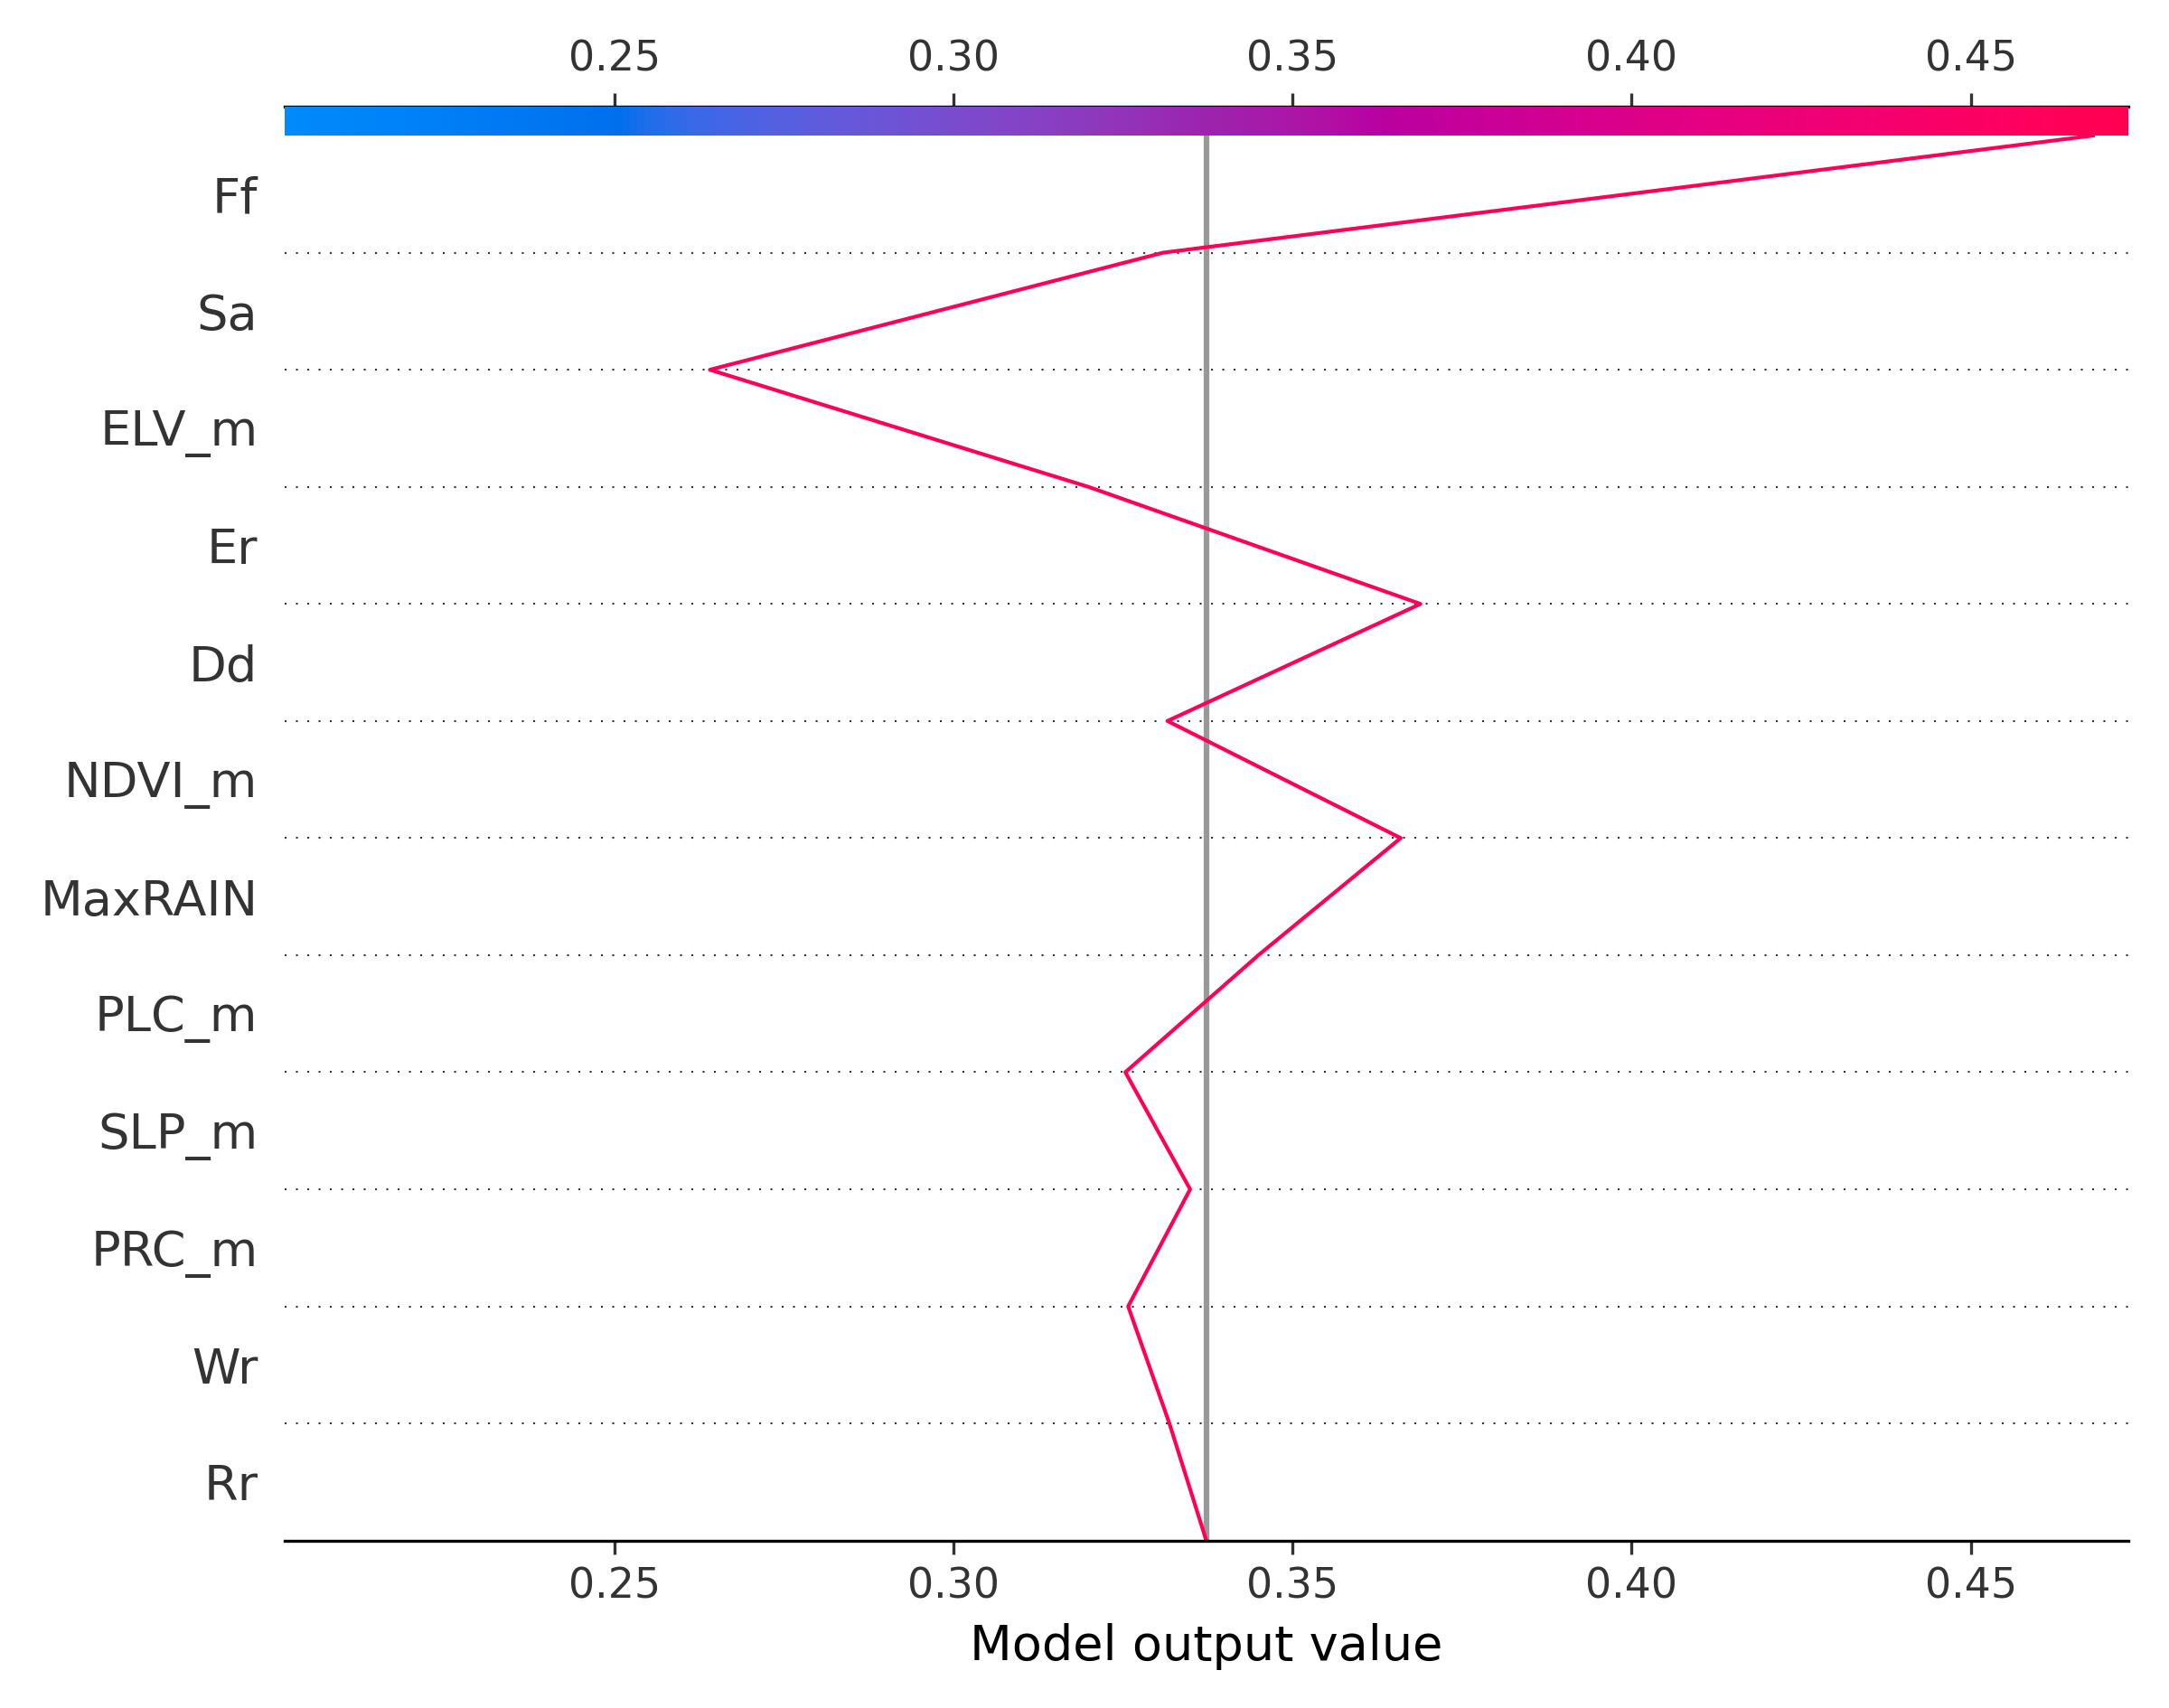 0.25 0.30 0.35 0.40 0.45
Ff
Sa
ELV_m
Er
Dd
NDVI_m
MaxRAIN
PLC_m
SLP_m
PRC_m
Wr
Rr
0.25 0.30 0.35 0.40 0.45
Model output value